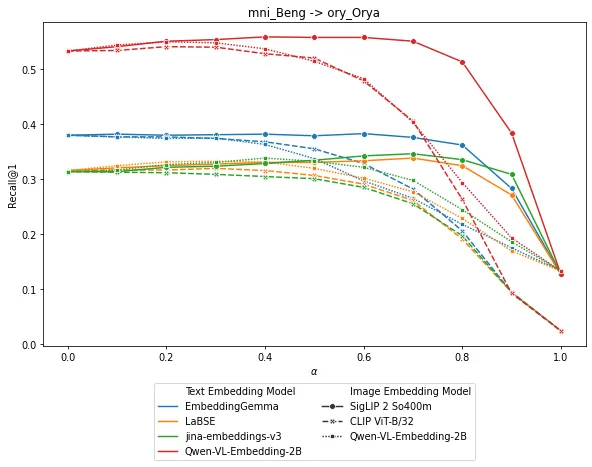 mni_Beng -> ory_Orya
Recall@1
0.5
0.4
0.3
0.2
0.1
0.0
0.0 0.2 0.4 0.6 0.8 1.0
α
Text Embedding Model
EmbeddingGemma
LaBSE
jina-embeddings-v3
Qwen-VL-Embedding-2B
Image Embedding Model
SigLIP 2 So400m
CLIP ViT-B/32
Qwen-VL-Embedding-2B